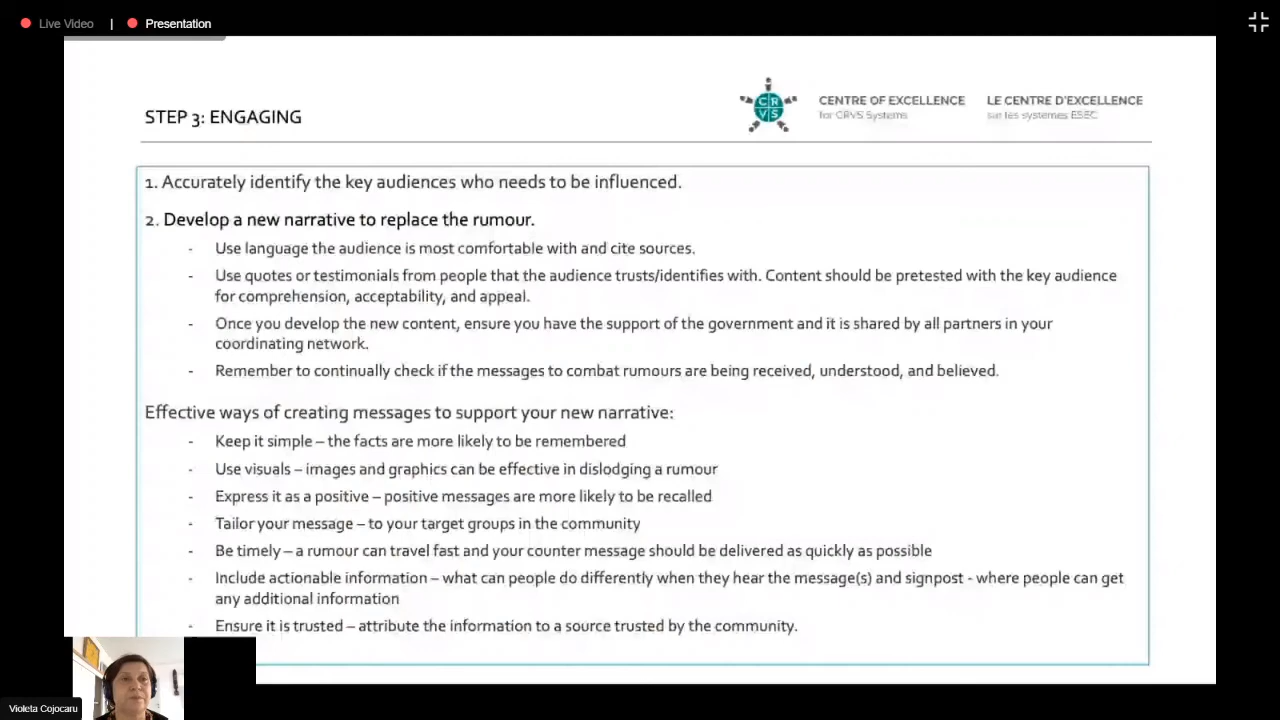 Live Video | Presentation
STEP 3: ENGAGING
CRVS
CENTRE OF EXCELLENCE
for CRVS Systems
LE CENTRE D'EXCELLENCE
sur les systèmes ESEC
1. Accurately identify the key audiences who needs to be influenced.
2. Develop a new narrative to replace the rumour.
- Use language the audience is most comfortable with and cite sources.
- Use quotes or testimonials from people that the audience trusts/identifies with. Content should be pretested with the key audience
for comprehension, acceptability, and appeal.
- Once you develop the new content, ensure you have the support of the government and it is shared by all partners in your
coordinating network.
- Remember to continually check if the messages to combat rumours are being received, understood, and believed.
Effective ways of creating messages to support your new narrative:
- Keep it simple – the facts are more likely to be remembered
- Use visuals – images and graphics can be effective in dislodging a rumour
- Express it as a positive – positive messages are more likely to be recalled
- Tailor your message – to your target groups in the community
- Be timely – a rumour can travel fast and your counter message should be delivered as quickly as possible
- Include actionable information – what can people do differently when they hear the message(s) and signpost - where people can get
any additional information
- Ensure it is trusted – attribute the information to a source trusted by the community.
Violeta Cojocaru